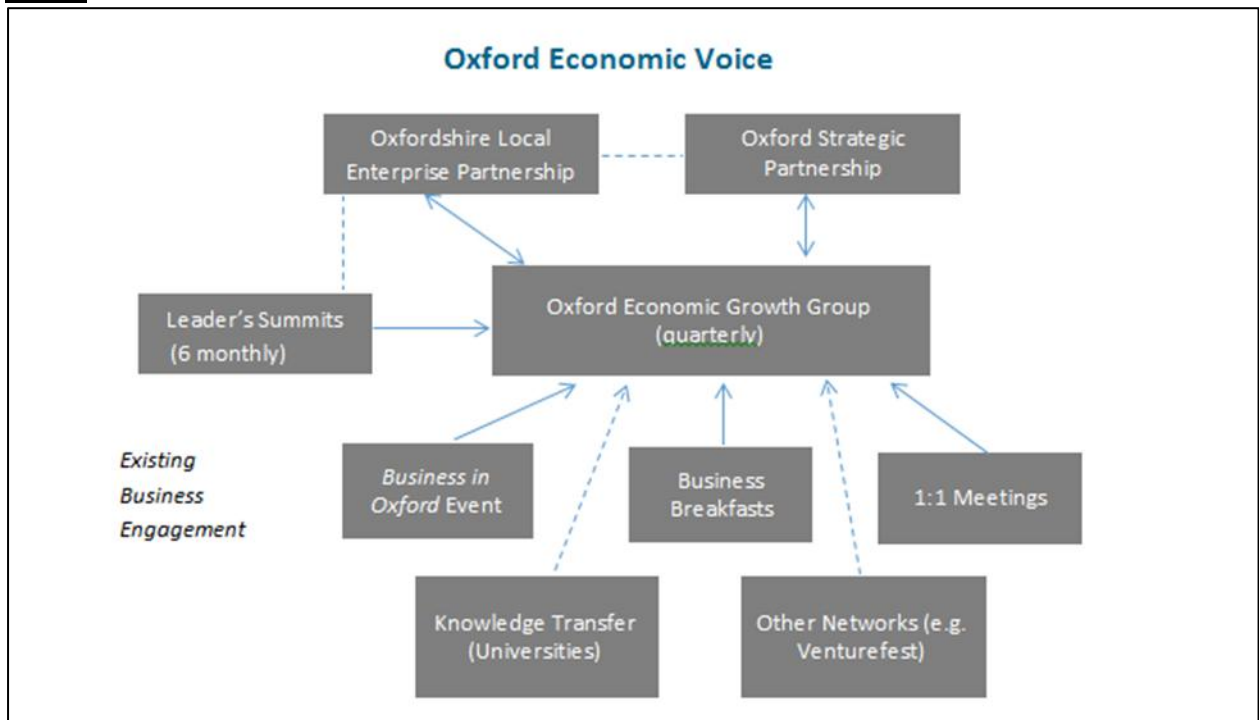 Oxford Economic Voice
Oxfordshire Local
Enterprise Partnership
Oxford Strategic
Partnership
Oxford Economic Growth Group
(quarterly)
Leader’s Summits
(6 monthly)
Existing
Business
Engagement
Business in
Oxford Event
Business
Breakfasts
1:1 Meetings
Knowledge Transfer
(Universities)
Other Networks (e.g.
Venturefest)